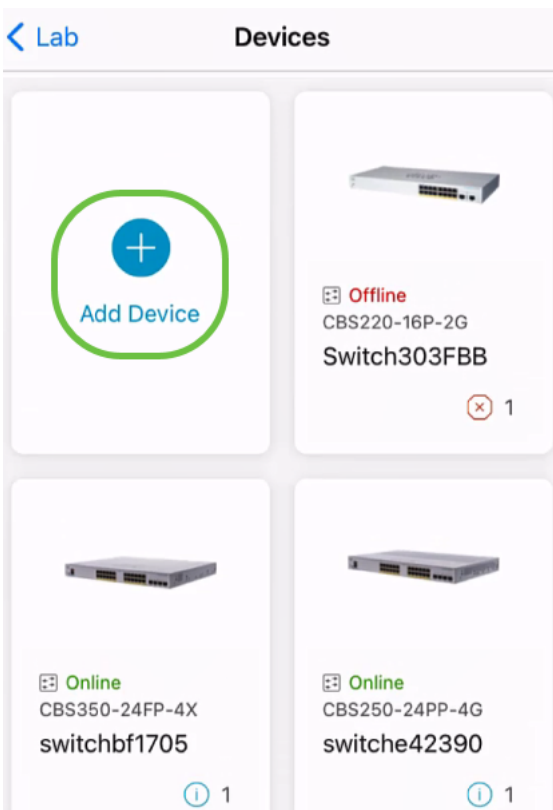 Lab
Devices
Add Device
Offline
CBS220-16P-2G
Switch303FBB
1
Online
CBS350-24FP-4X
switchbf1705
1
Online
CBS250-24PP-4G
switche42390
1